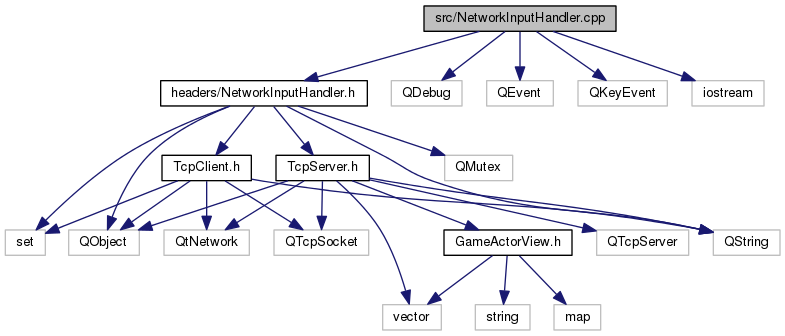 src/NetworkInputHandler.cpp
headers/NetworkInputHandler.h
QDebug
QEvent
QKeyEvent
iostream
TcpClient.h
TcpServer.h
QMutex
set
QObject
QtNetwork
QTcpSocket
GameActorView.h
QTcpServer
QString
vector
string
map